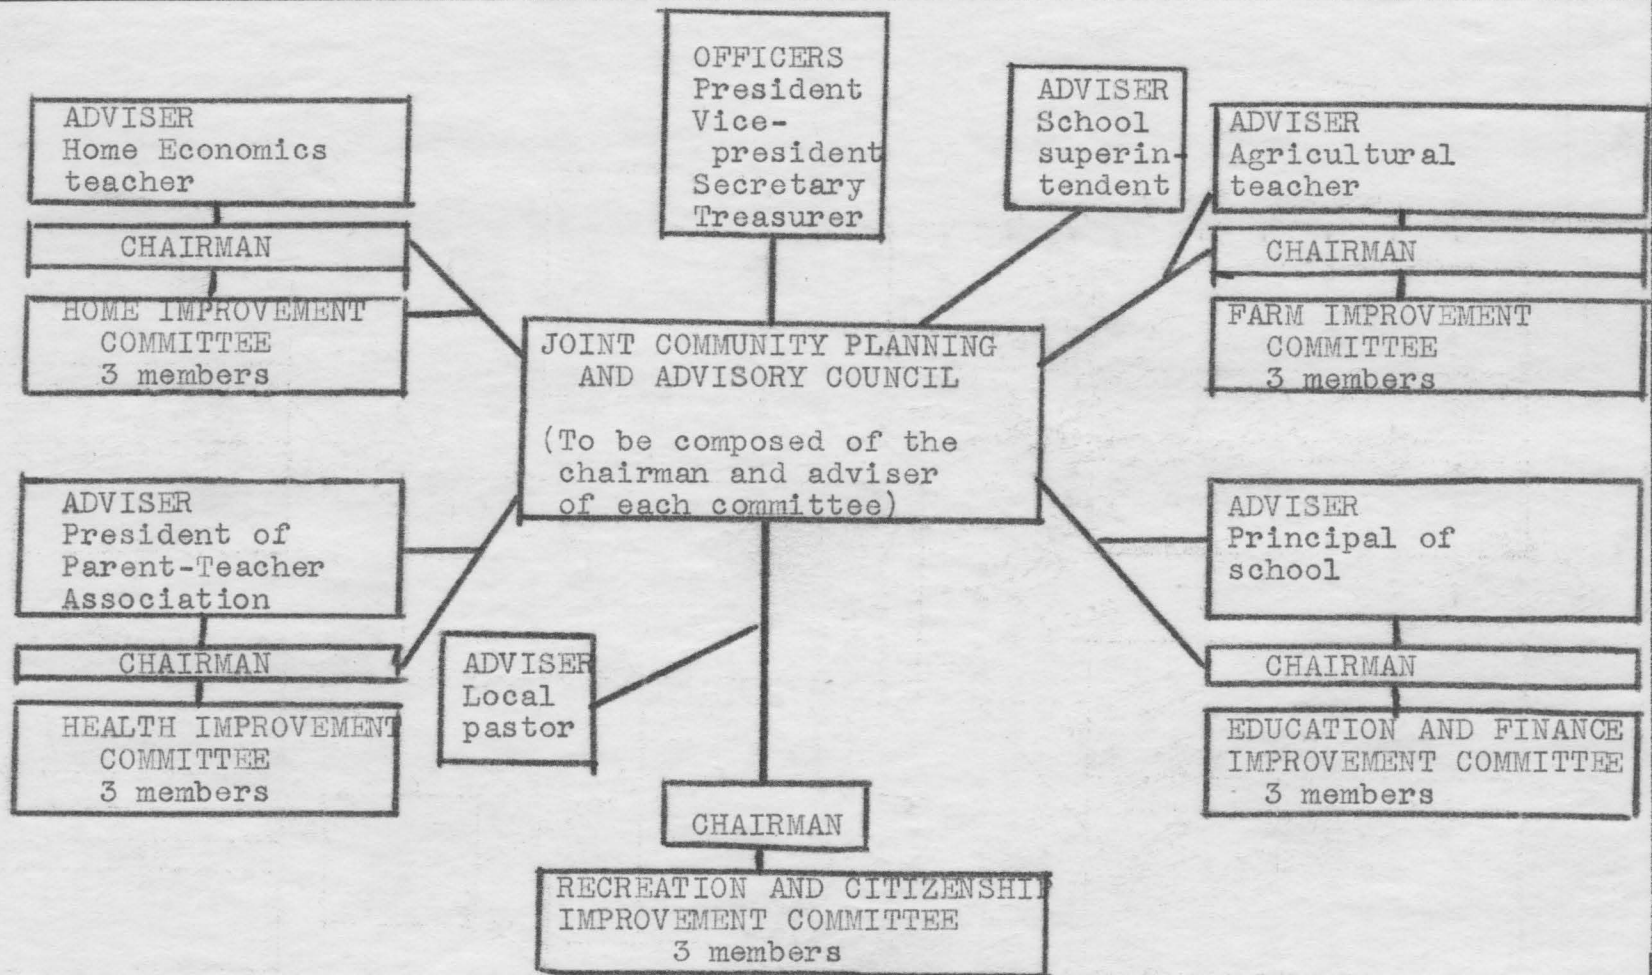 OFFICERS
President
Vice-
president
Secretary
Treasurer
ADVISER
School
superin-
tendent
ADVISER
Home Economics
teacher
CHAIRMAN
HOME IMPROVEMENT
COMMITTEE
3 members
ADVISER
Agricultural
teacher
CHAIRMAN
FARM IMPROVEMENT
COMMITTEE
3 members
JOINT COMMUNITY PLANNING
AND ADVISORY COUNCIL
(To be composed of the
chairman and adviser
of each committee)
ADVISER
President of
Parent-Teacher
Association
CHAIRMAN
HEALTH IMPROVEMENT
COMMITTEE
3 members
ADVISER
Local
pastor
ADVISER
Principal of
school
CHAIRMAN
EDUCATION AND FINANCE
IMPROVEMENT COMMITTEE
3 members
CHAIRMAN
RECREATION AND CITIZENSHIP
IMPROVEMENT COMMITTEE
3 members